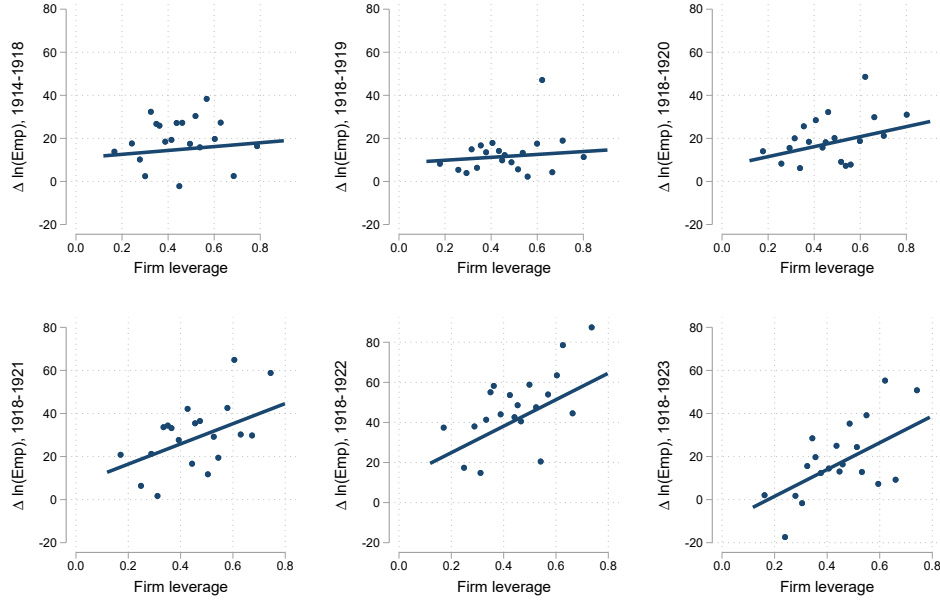 Δ ln(Emp), 1914-1918
80
60
40
20
0
-20
0.0 0.2 0.4 0.6 0.8
Firm leverage
Δ ln(Emp), 1918-1919
80
60
40
20
0
-20
0.0 0.2 0.4 0.6 0.8
Firm leverage
Δ ln(Emp), 1918-1920
80
60
40
20
0
-20
0.0 0.2 0.4 0.6 0.8
Firm leverage
Δ ln(Emp), 1918-1921
80
60
40
20
0
-20
0.0 0.2 0.4 0.6 0.8
Firm leverage
Δ ln(Emp), 1918-1922
80
60
40
20
0
-20
0.0 0.2 0.4 0.6 0.8
Firm leverage
Δ ln(Emp), 1918-1923
80
60
40
20
0
-20
0.0 0.2 0.4 0.6 0.8
Firm leverage